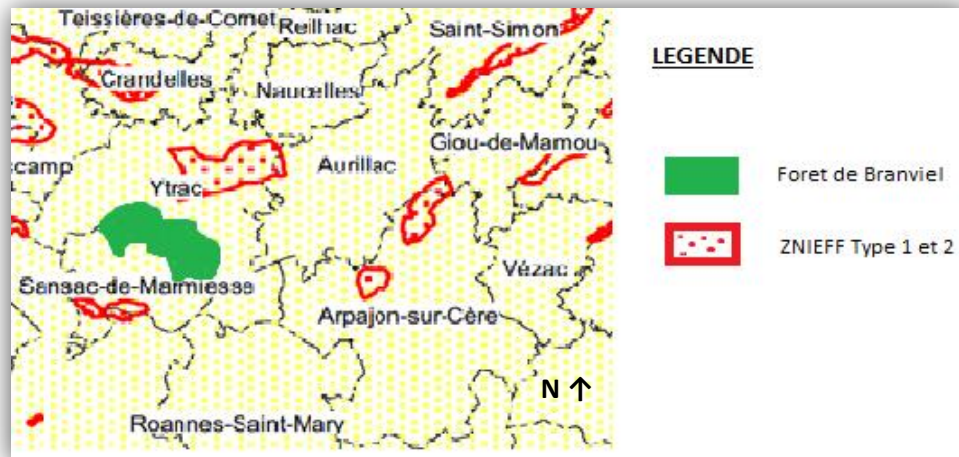 Teissières-de-Cornet
Reilhac
Saint-Simon
Crandelles
Naucelles
Giou-de-Mamou
camp
Aurillac
Ytrac
Vézac
Sansac-de-Marmiesse
Arpajon-sur-Cère
N ↑
Roannes-Saint-Mary
LEGENDE
Foret de Branviel
ZNIEFF Type 1 et 2